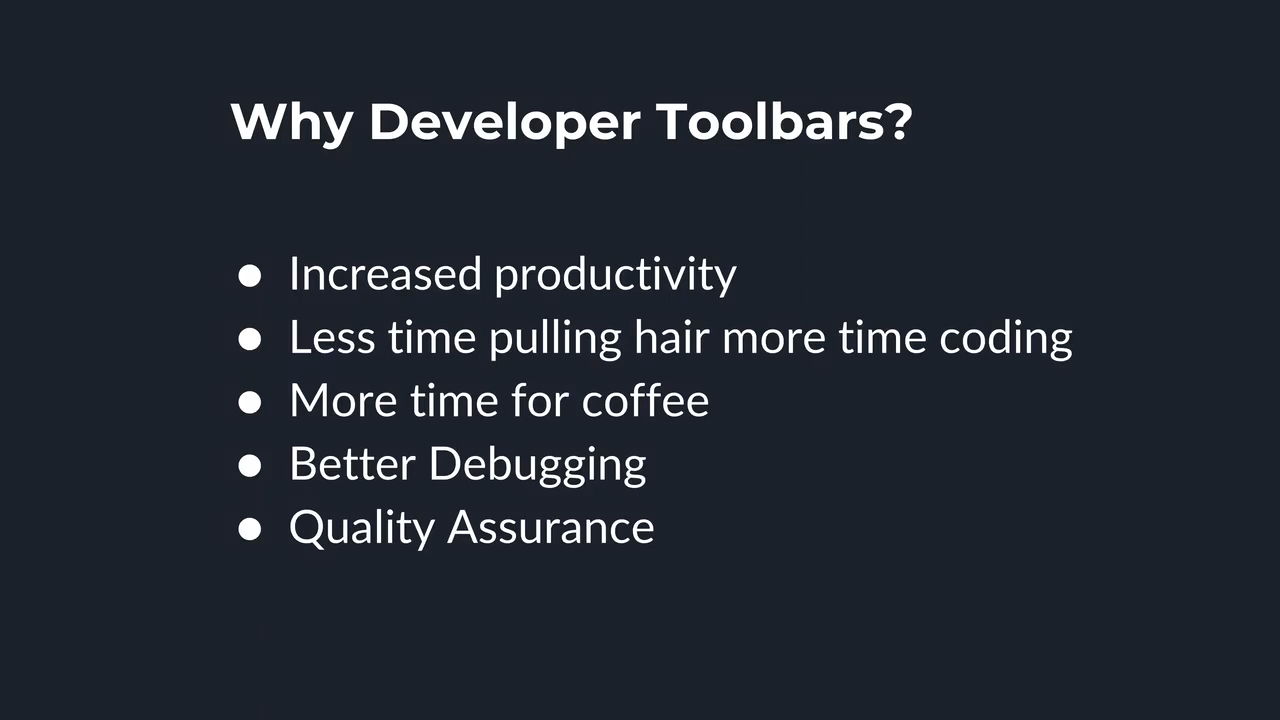 Why Developer Toolbars?
● Increased productivity
● Less time pulling hair more time coding
● More time for coffee
● Better Debugging
● Quality Assurance